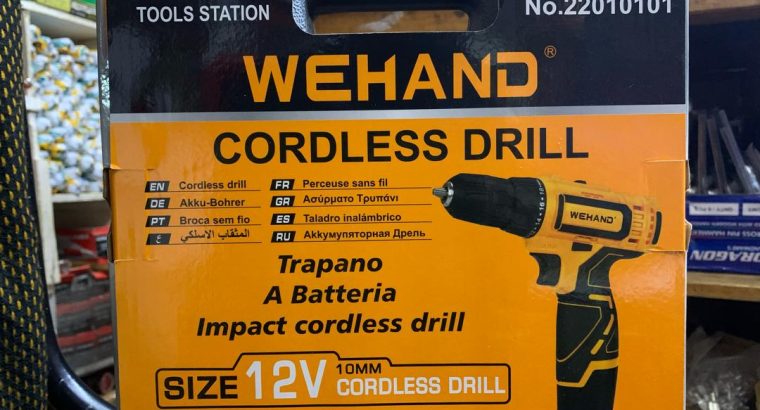 TOOLS STATION
No.22010101
WEHAND®
CORDLESS DRILL
EN Cordless drill
FR Perceuse sans fil
DE Akku-Bohrer
GR Ασύρματο Τρυπάνι
PT Broca sem fio
ES Taladro inalámbrico
ع المثقاب الاسلكي
RU Аккумуляторная Дрель
WEHAND
Trapano
A Batteria
Impact cordless drill
SIZE 12V 10MM CORDLESS DRILL
DRAGON